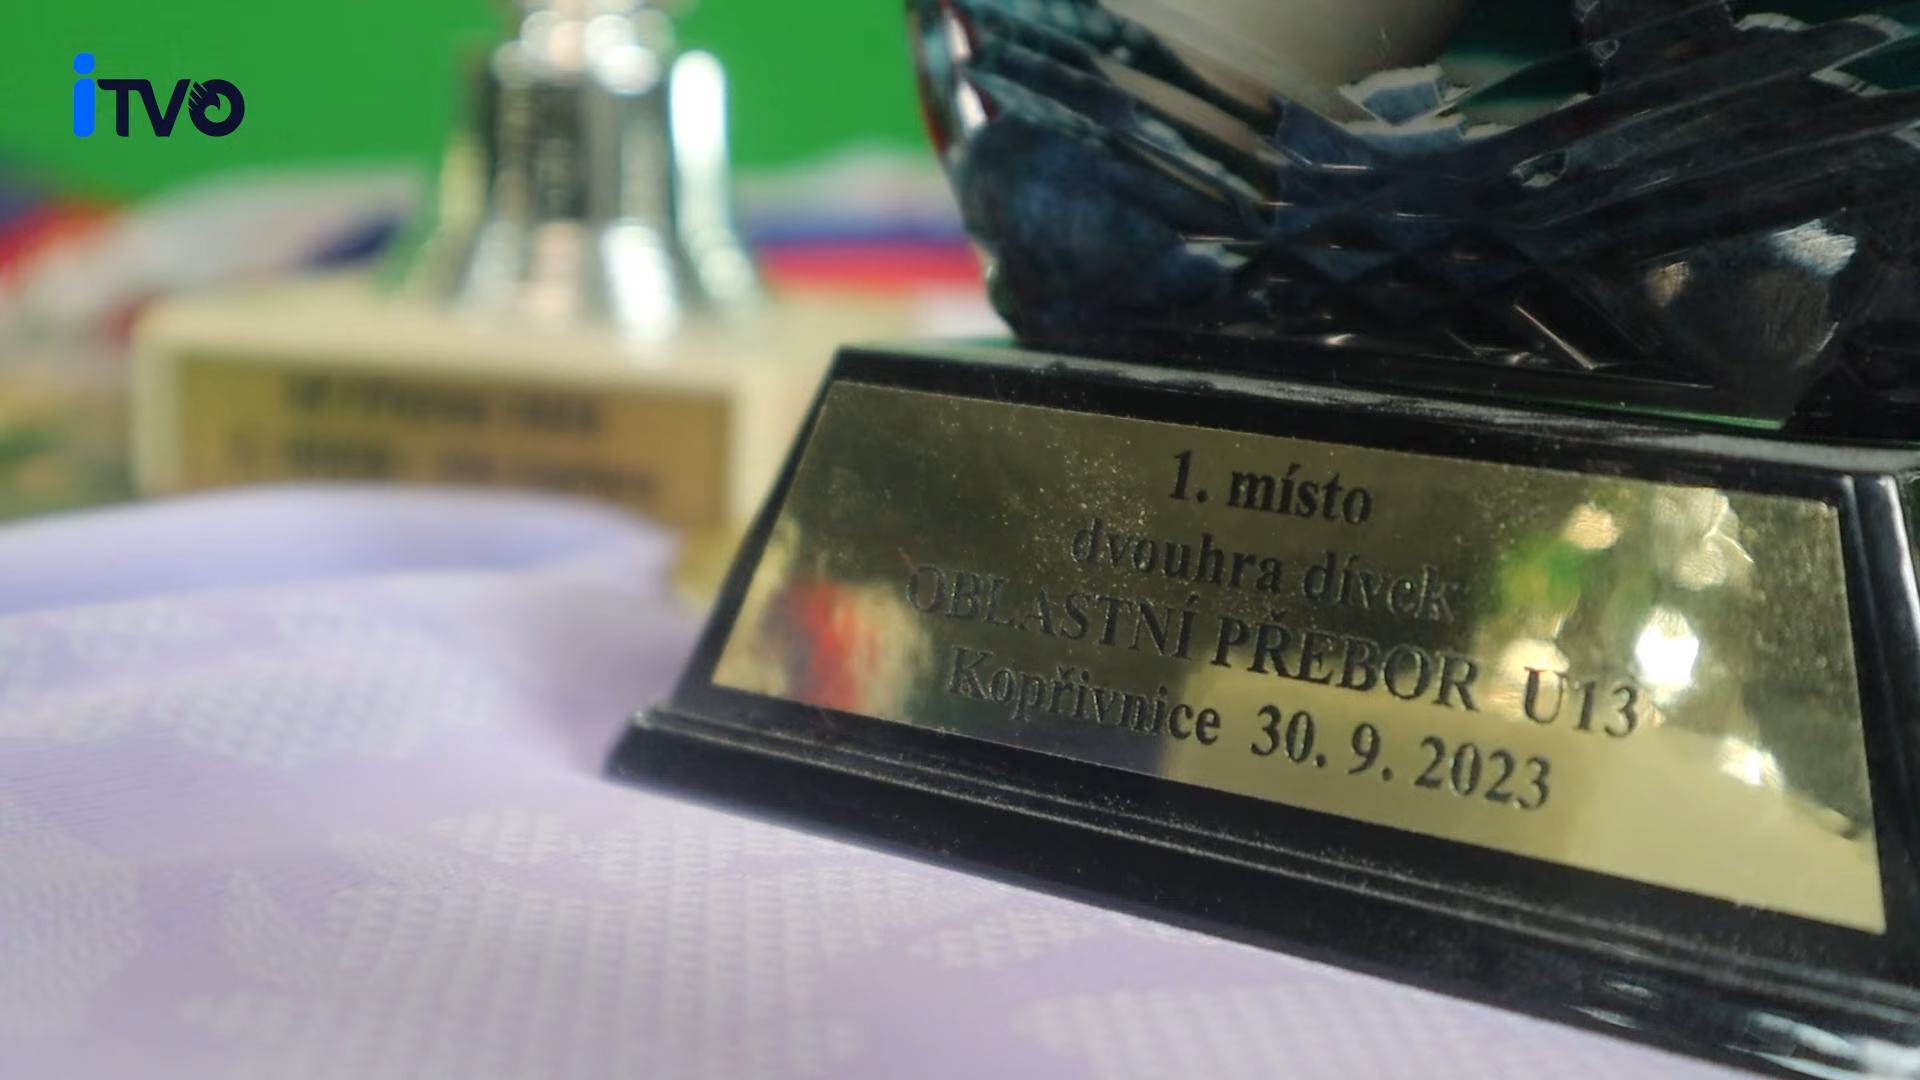 iTVO
1. místo
dvouhra dívek
OBLASTNÍ PŘEBOR U13
Kopřivnice 30. 9. 2023